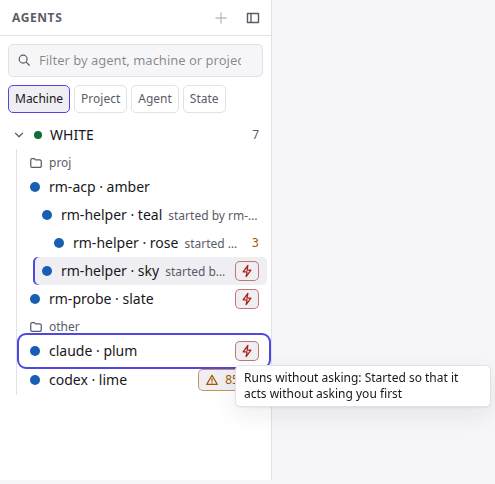 AGENTS
Filter by agent, machine or projec
Machine Project Agent State
WHITE 7
proj
rm-acp · amber
rm-helper · teal started by rm-...
rm-helper · rose started ... 3
rm-helper · sky started b...
rm-probe · slate
other
claude · plum
codex · lime
Runs without asking: Started so that it
acts without asking you first